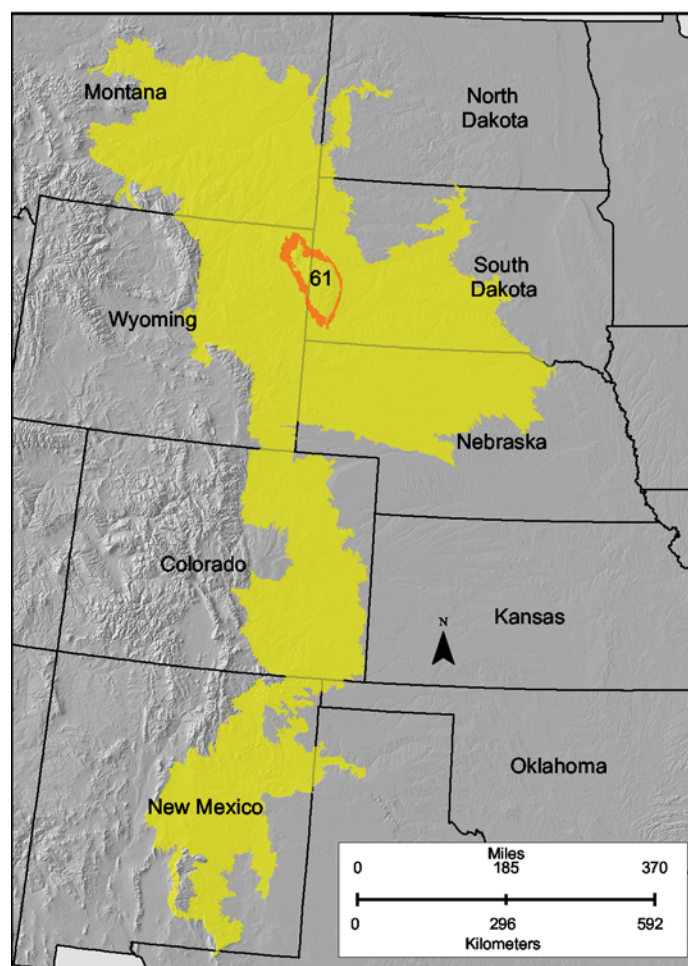 Montana
North
Dakota
61
South
Dakota
Wyoming
Nebraska
Colorado
N
Kansas
Oklahoma
New Mexico
Miles
0 185 370
0 296 592
Kilometers